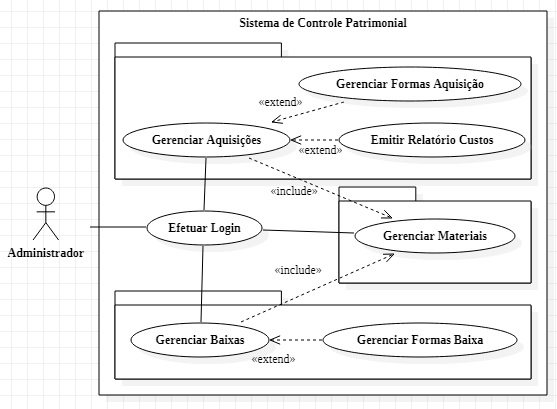 Sistema de Controle Patrimonial
Gerenciar Formas Aquisição
«extend»
Gerenciar Aquisições
Emitir Relatório Custos
«extend»
«include»
Efetuar Login
Gerenciar Materiais
Administrador
«include»
Gerenciar Baixas
Gerenciar Formas Baixa
«extend»